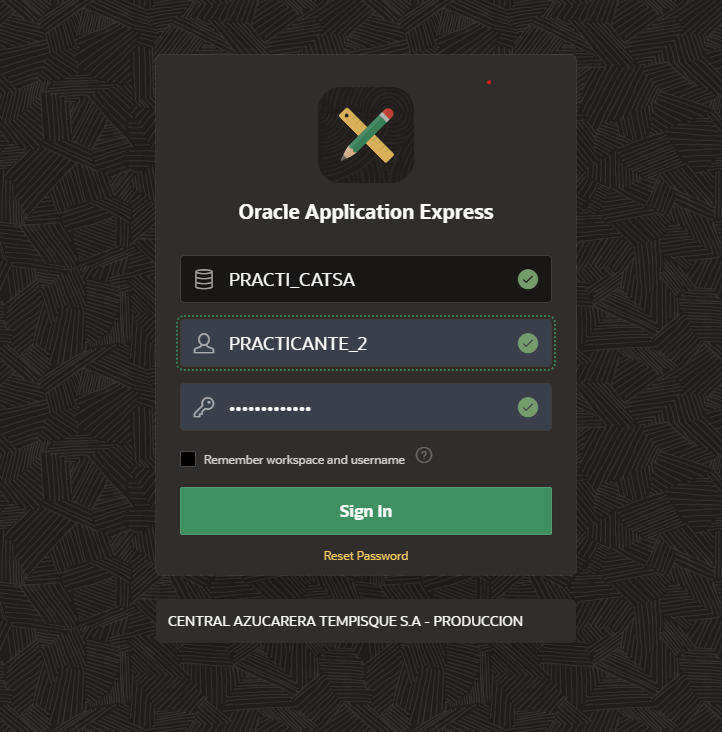 Oracle Application Express
PRACTI_CATSA
PRACTICANTE_2
•••••••••••••
Remember workspace and username ?
Sign In
Reset Password
CENTRAL AZUCARERA TEMPISQUE S.A - PRODUCCION